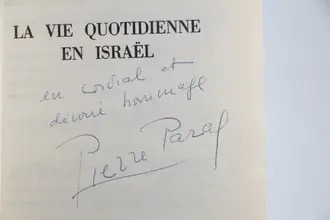 LA VIE QUOTIDIENNE
EN ISRAËL
en cordial et
dévoué hommage
Pierre Paraf